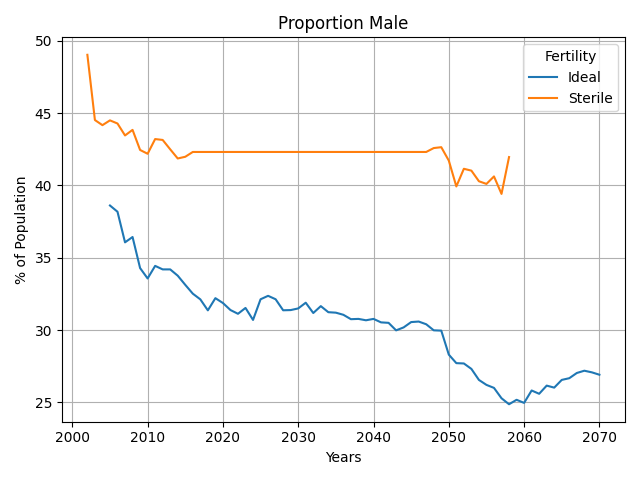 Proportion Male
% of Population
50
45
40
35
30
25
Fertility
Ideal
Sterile
2000 2010 2020 2030 2040 2050 2060 2070
Years